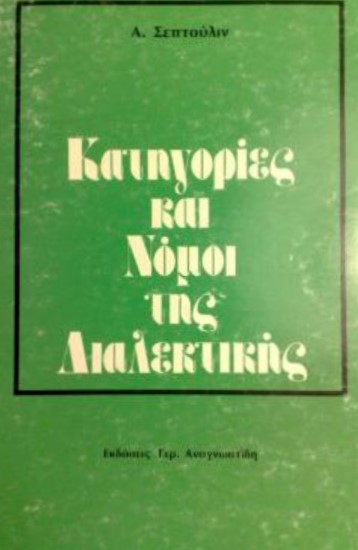 Α. Σεπτούλιν
Κατηγορίες
και
Νόμοι
της
Διαλεκτικής
Εκδόσεις Γερ. Αναγνωστίδη